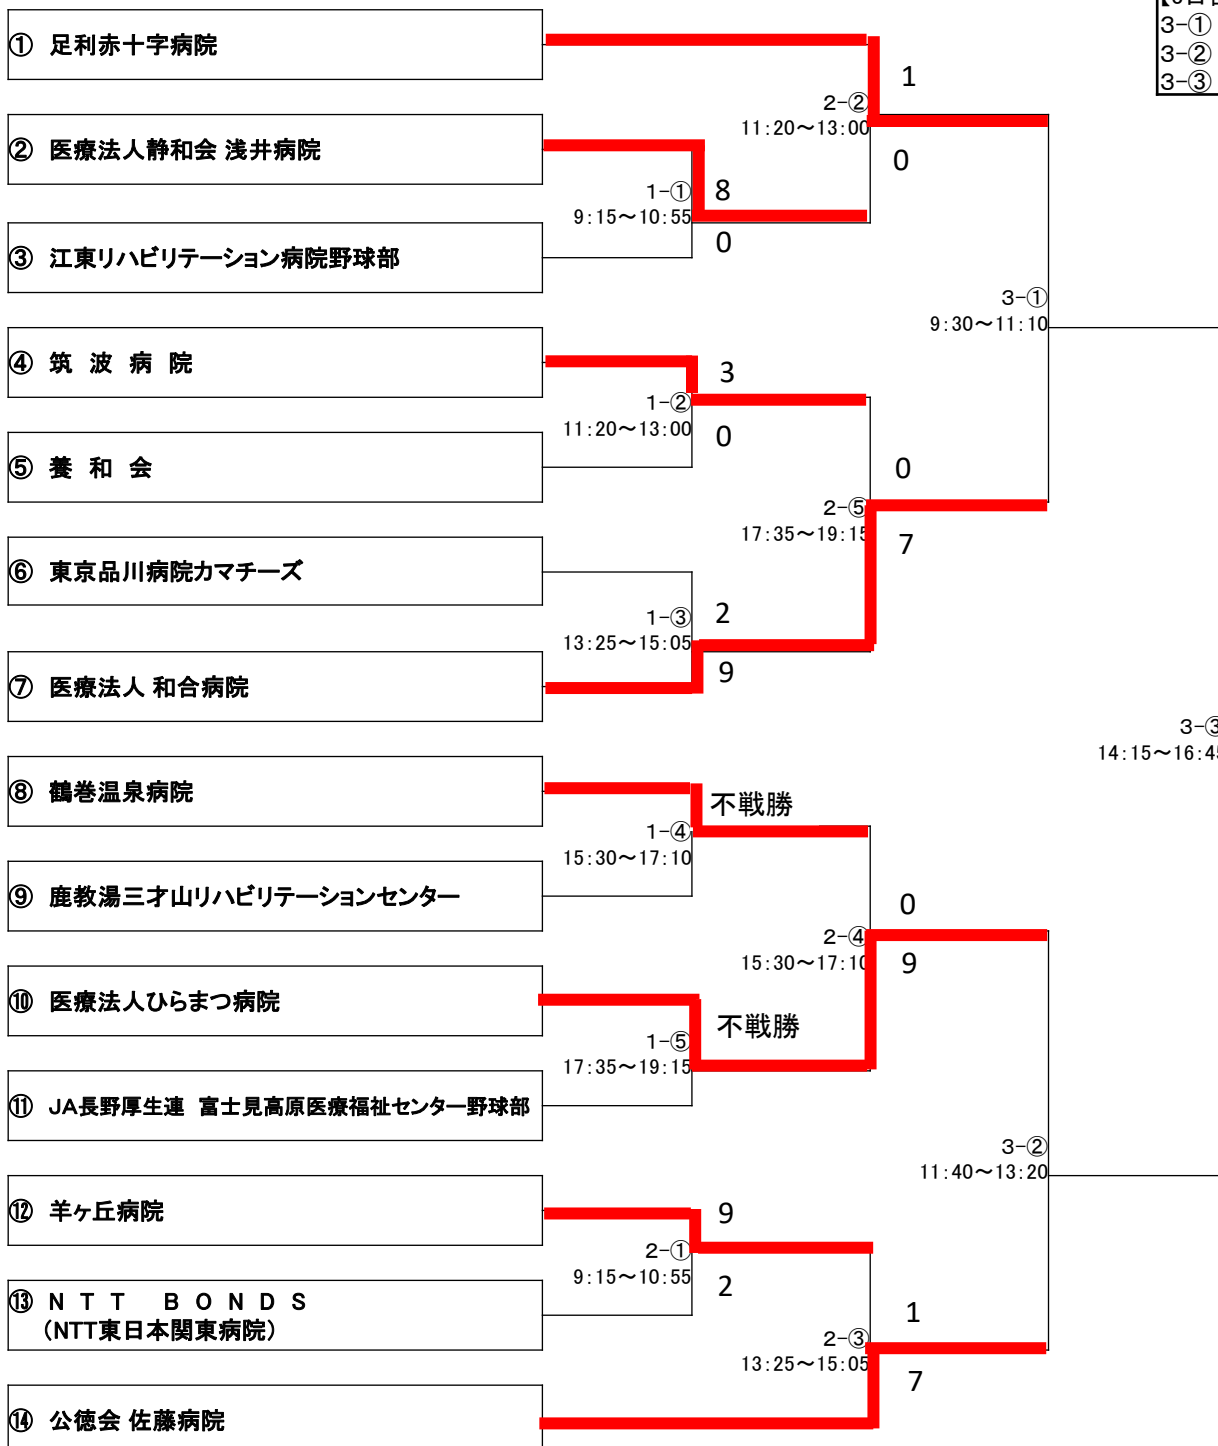 【3日目
3-①
3-②
3-③
① 足利赤十字病院
1
2-②
11:20～13:00
0
② 医療法人静和会 浅井病院
1-①
9:15～10:55
8
0
③ 江東リハビリテーション病院野球部
3-①
9:30～11:10
④ 筑 波 病 院
3
1-②
11:20～13:00
0
⑤ 養 和 会
0
2-⑤
17:35～19:15
7
⑥ 東京品川病院カマチーズ
1-③
13:25～15:05
2
9
⑦ 医療法人 和合病院
3-③
14:15～16:45
⑧ 鶴巻温泉病院
不戦勝
1-④
15:30～17:10
⑨ 鹿教湯三才山リハビリテーションセンター
0
2-④
15:30～17:10
9
⑩ 医療法人ひらまつ病院
不戦勝
1-⑤
17:35～19:15
⑪ JA長野厚生連 富士見高原医療福祉センター野球部
3-②
11:40～13:20
⑫ 羊ヶ丘病院
9
2-①
9:15～10:55
2
⑬ N T T B O N D S
（NTT東日本関東病院）
1
2-③
13:25～15:05
7
⑭ 公徳会 佐藤病院